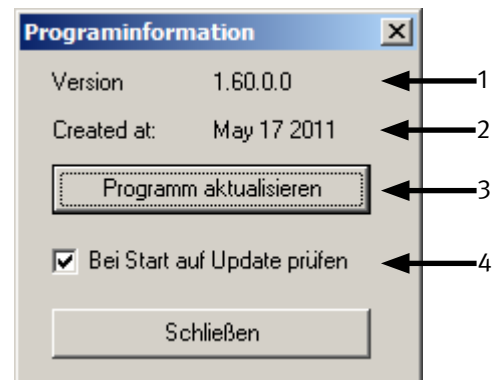 Programinformation
Version 1.60.0.0 1
Created at: May 17 2011 2
Programm aktualisieren 3
Bei Start auf Update prüfen 4
Schließen